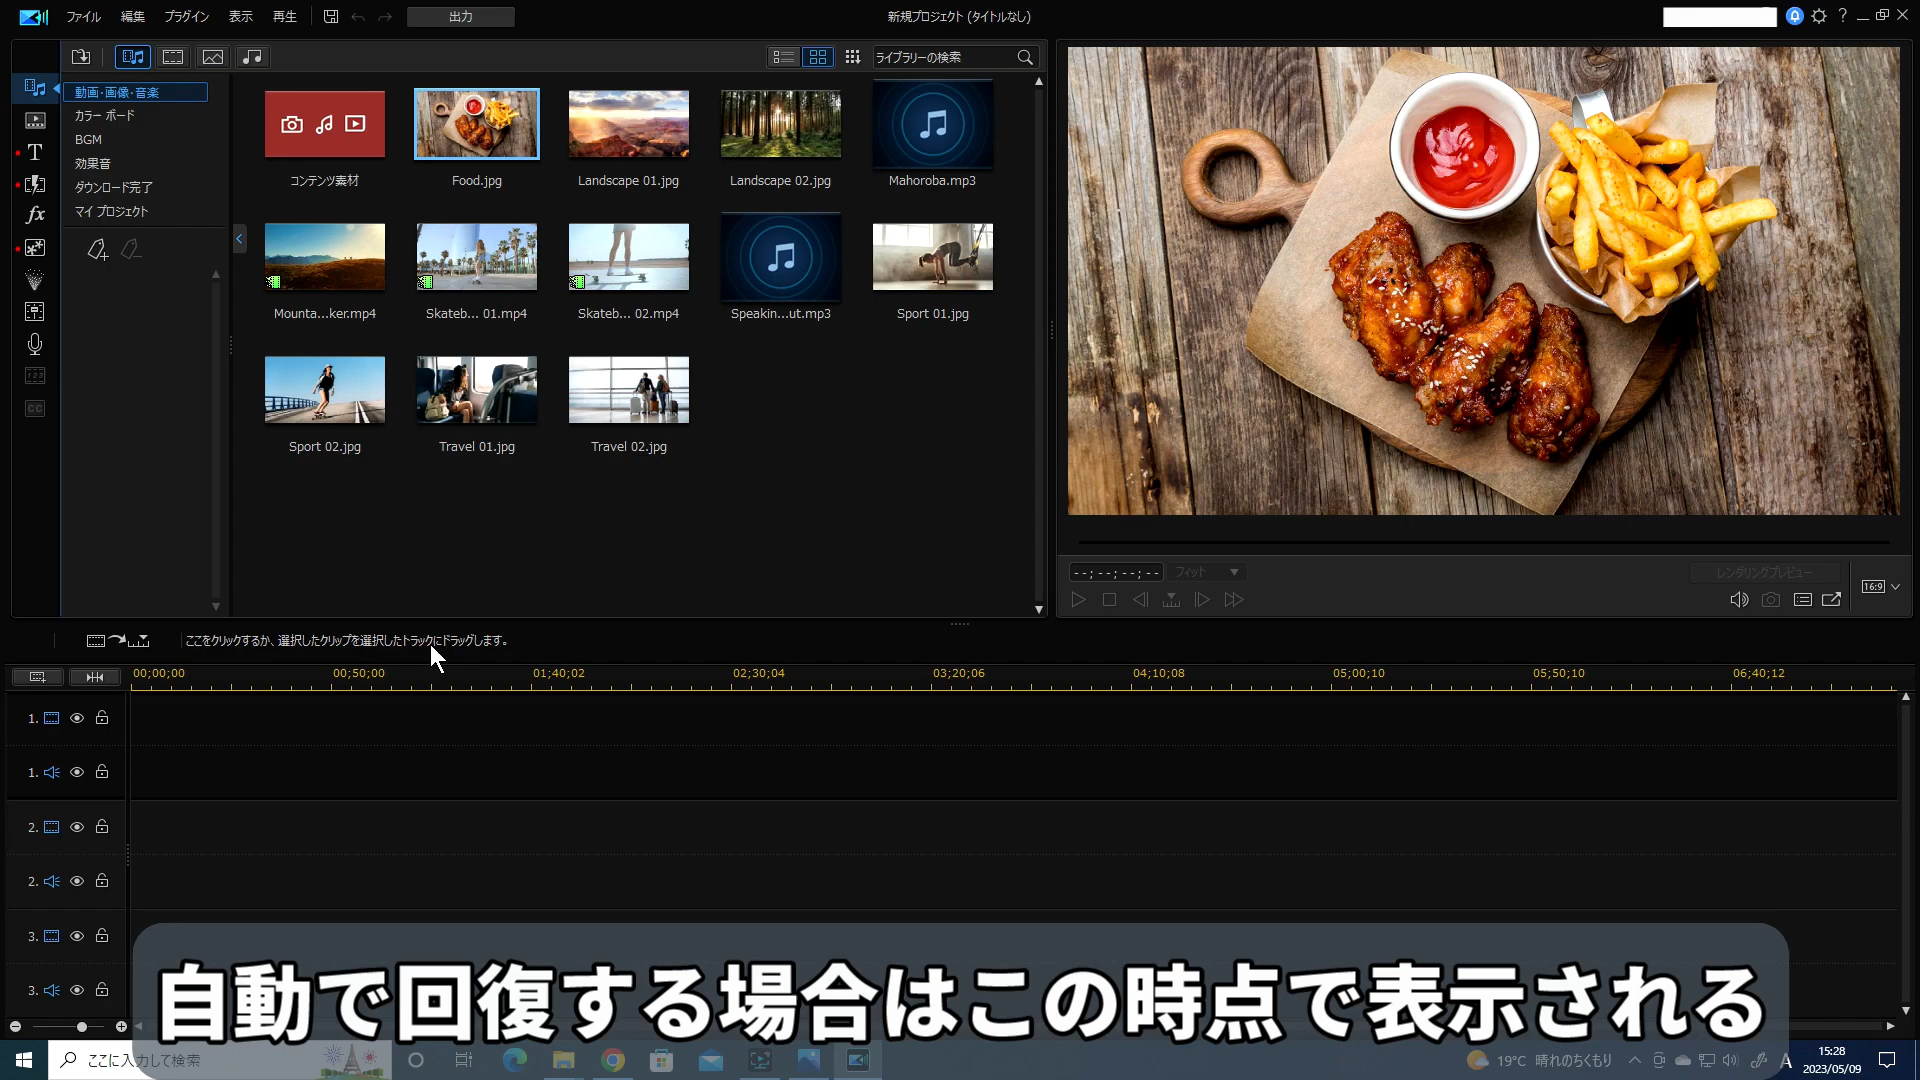 ファイル 編集 プラグイン 表示 再生 出力 新規プロジェクト (タイトルなし)
ライブラリーの検索
動画・画像・音楽
カラー ボード
BGM
効果音
ダウンロード完了
マイ プロジェクト
コンテンツ素材 Food.jpg Landscape 01.jpg Landscape 02.jpg Mahoroba.mp3
Mounta...ker.mp4 Skateb... 01.mp4 Skateb... 02.mp4 Speakin...ut.mp3 Sport 01.jpg
Sport 02.jpg Travel 01.jpg Travel 02.jpg
--;--;--;-- フィット レンダリングプレビュー
16:9
ここをクリックするか、選択したクリップを選択したトラックにドラッグします。
00;00;00 00;50;00 01;40;02 02;30;04 03;20;06 04;10;08 05;00;10 05;50;10 06;40;12
1.
1.
2.
2.
3.
3.
自動で回復する場合はこの時点で表示される
ここに入力して検索 19°C 晴れのちくもり A 15:28
2023/05/09